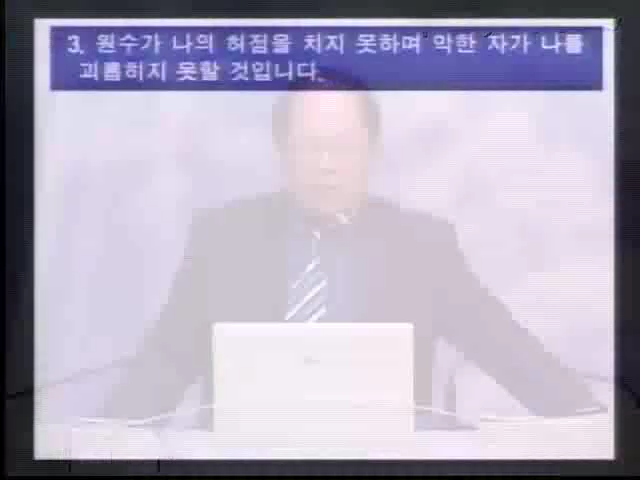 3. 원수가 나의 허점을 치지 못하며 악한 자가 나를
괴롭히지 못할 것입니다.